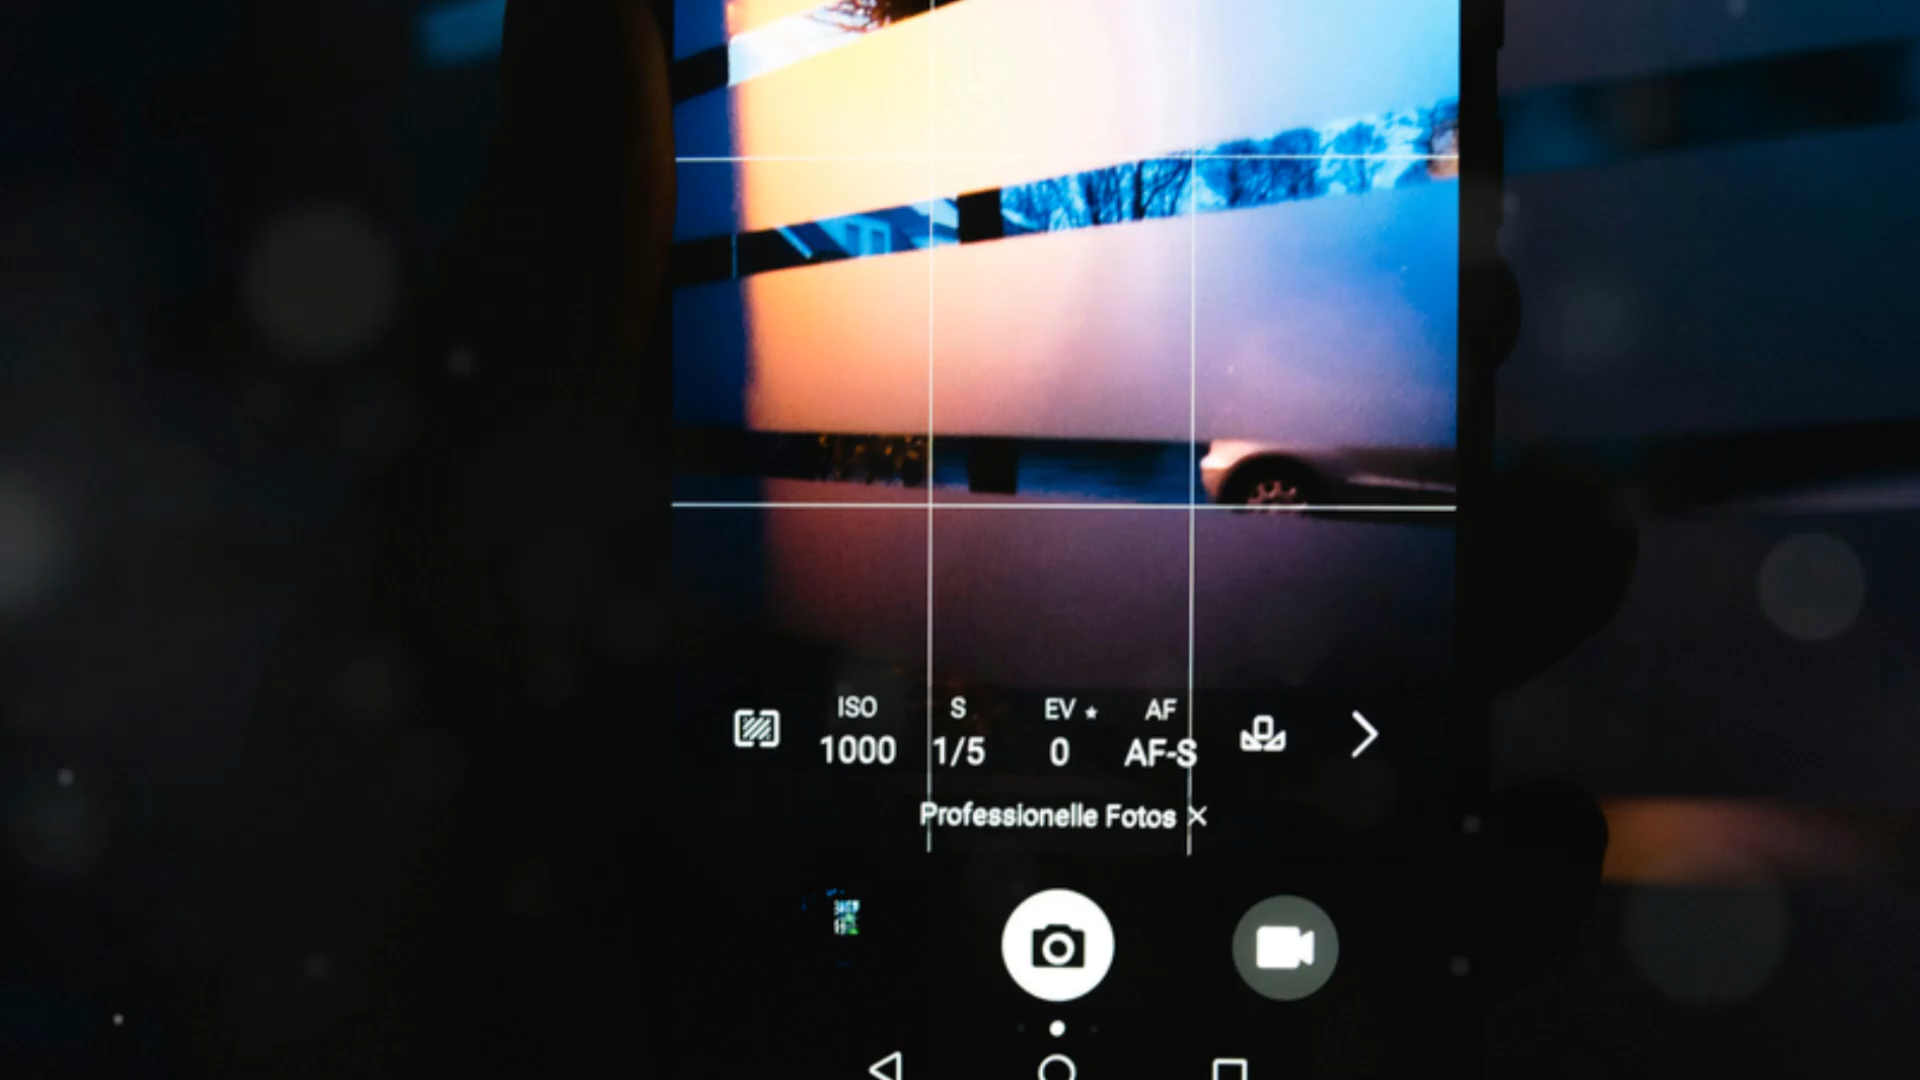 ISO S EV ★ AF
1000 1/5 0 AF-S
Professionelle Fotos ×